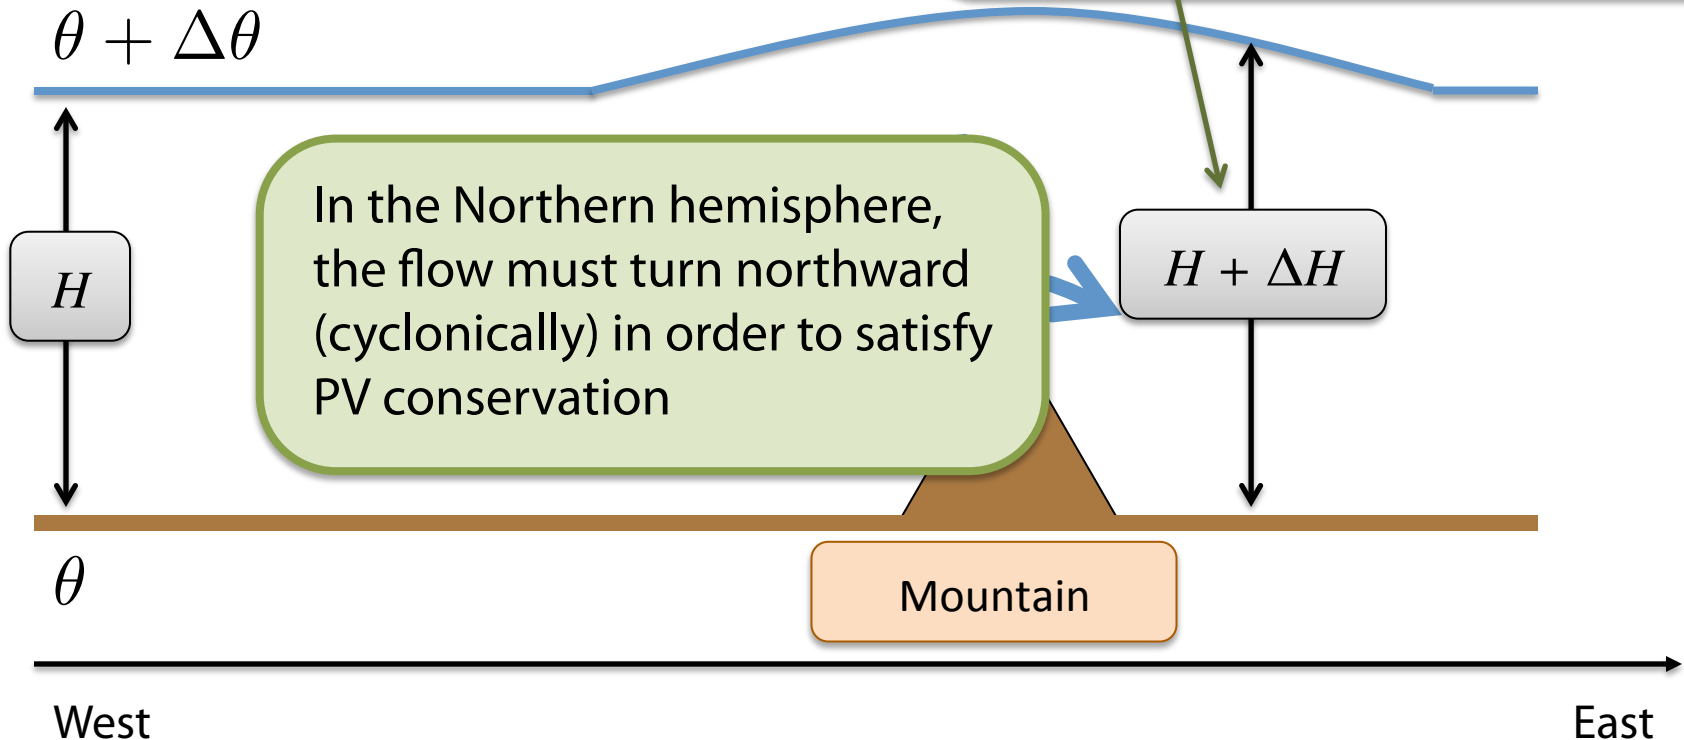 θ + Δθ
In the Northern hemisphere,
the flow must turn northward
(cyclonically) in order to satisfy
PV conservation
H
H + ΔH
θ
Mountain
West
East